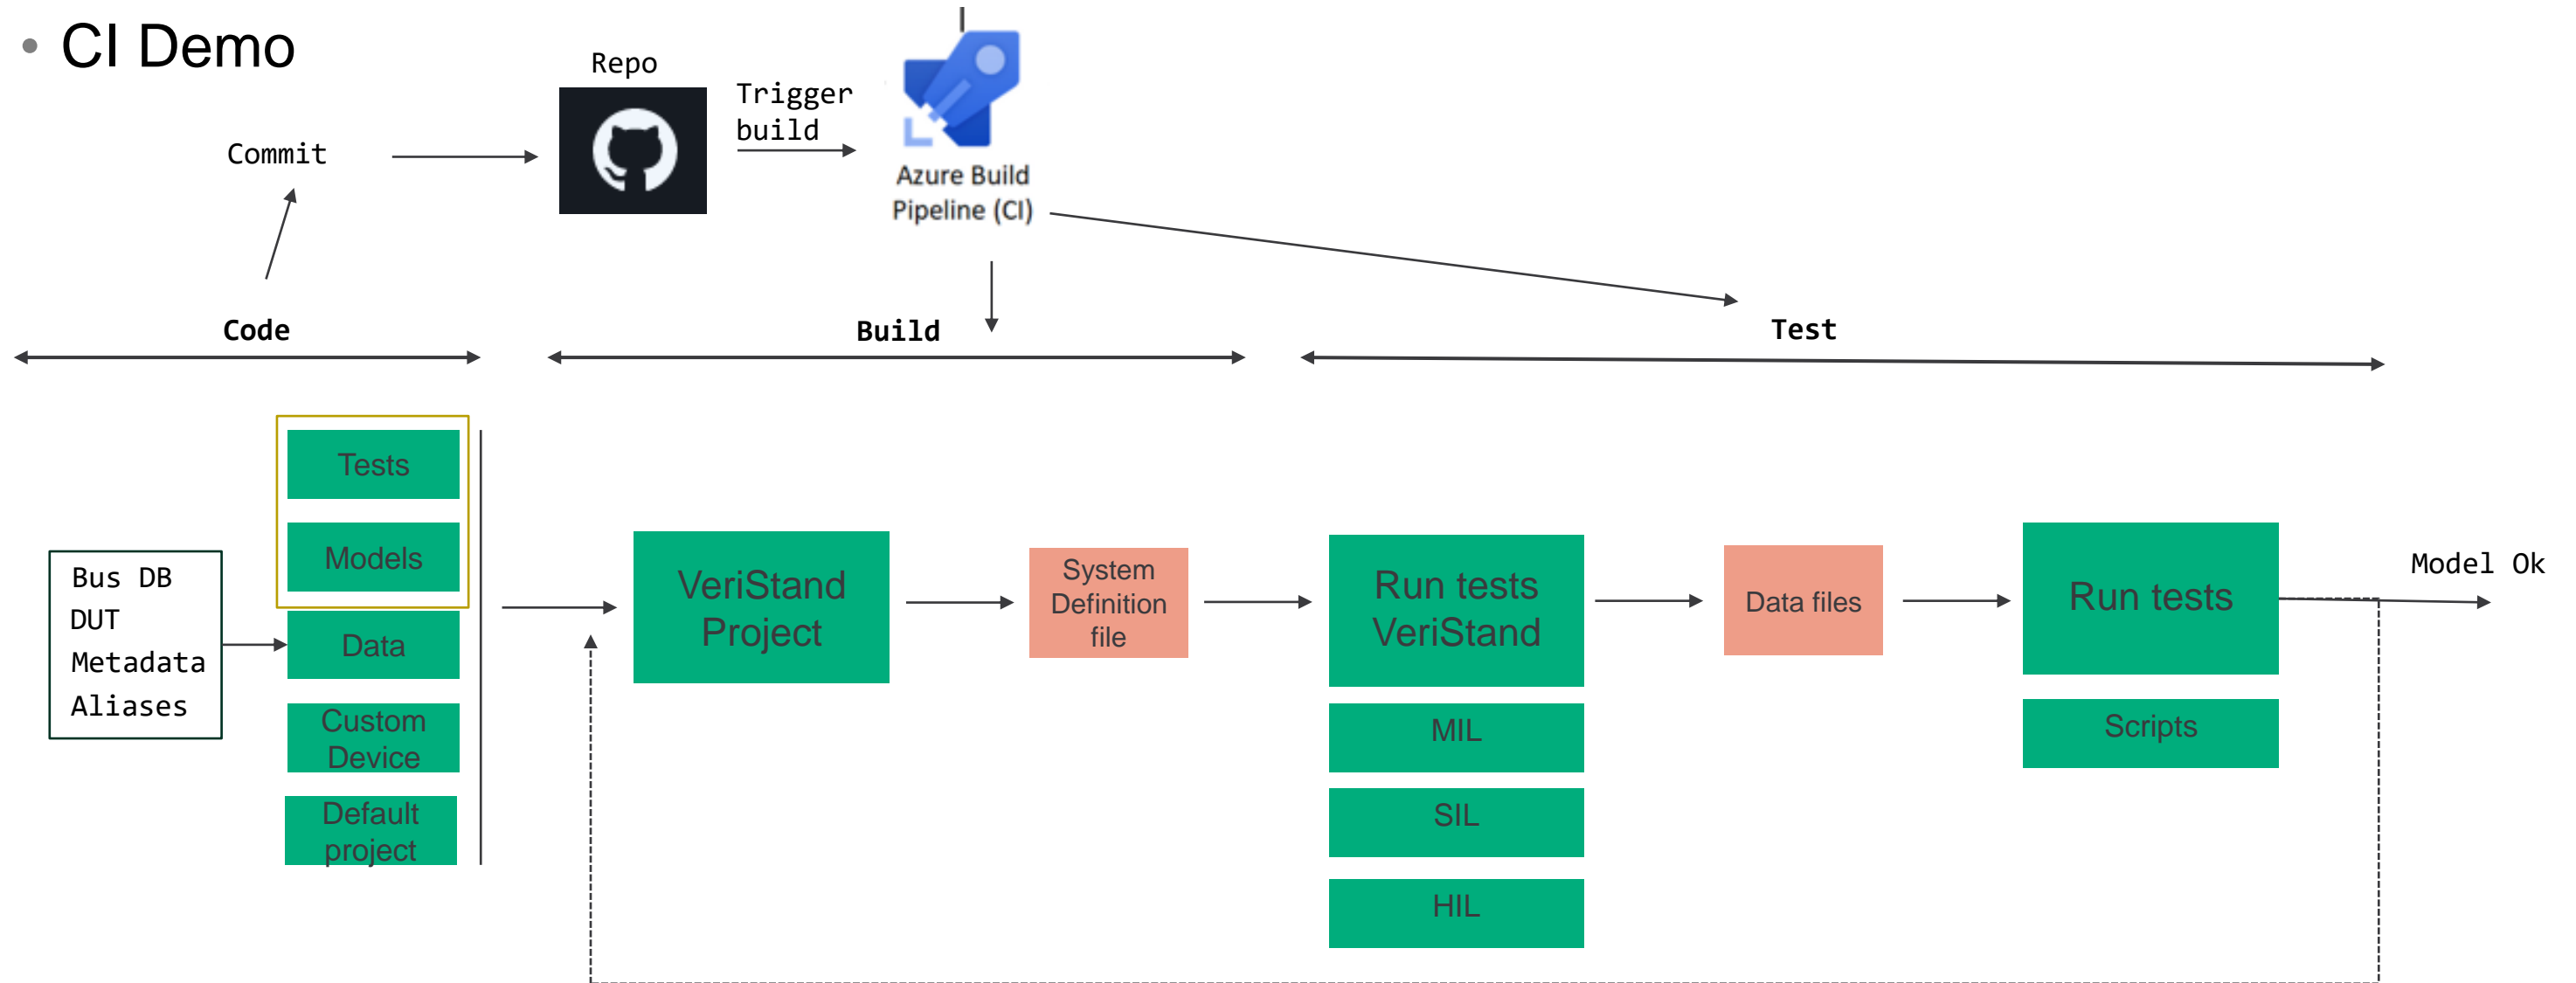 • CI Demo
Repo
Trigger
build
Commit
Azure Build
Pipeline (CI)
Code
Build
Test
Bus DB
DUT
Metadata
Aliases
Tests
Models
Data
Custom
Device
Default
project
VeriStand
Project
System
Definition
file
Run tests
VeriStand
MIL
SIL
HIL
Data files
Run tests
Scripts
Model Ok